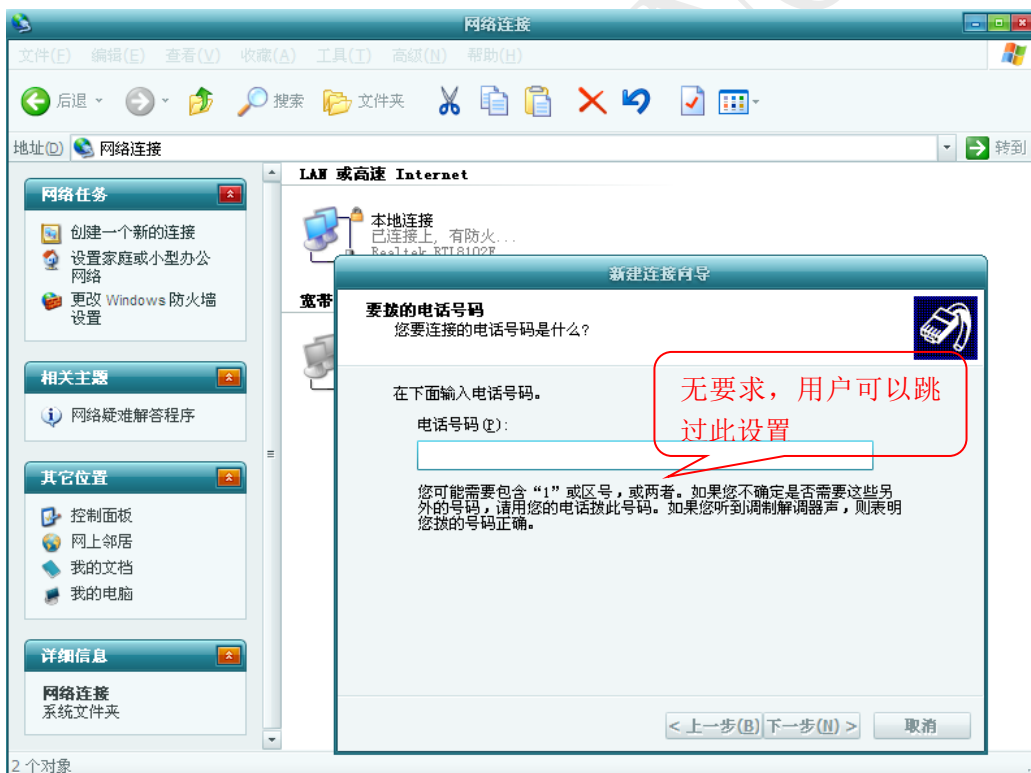 网络连接
文件(F) 编辑(E) 查看(V) 收藏(A) 工具(T) 高级(N) 帮助(H)
后退 搜索 文件夹
地址(D) 网络连接 转到
网络任务
创建一个新的连接
设置家庭或小型办公
网络
更改 Windows 防火墙
设置
相关主题
网络疑难解答程序
其它位置
控制面板
网上邻居
我的文档
我的电脑
详细信息
网络连接
系统文件夹
LAN 或高速 Internet
本地连接
已连接上, 有防火...
Realtek RTL8102E
宽带
新建连接向导
要拨的电话号码
您要连接的电话号码是什么?
在下面输入电话号码。
电话号码(P):
无要求，用户可以跳
过此设置
您可能需要包含“1”或区号，或两者。如果您不确定是否需要这些另
外的号码，请用您的电话拨此号码。如果您听到调制解调器声，则表明
您拨的号码正确。
< 上一步(B) 下一步(N) > 取消
2 个对象